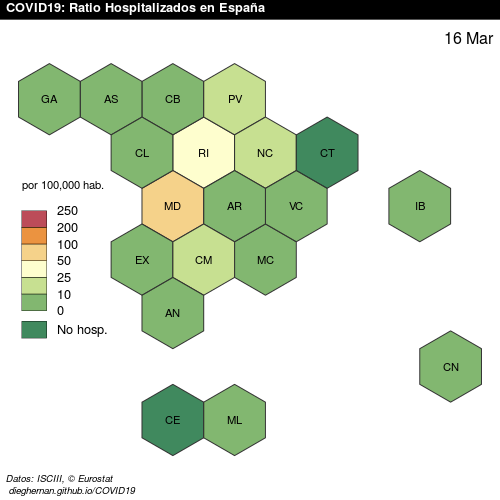 COVID19: Ratio Hospitalizados en España
16 Mar
GA AS CB PV
CL RI NC CT
por 100,000 hab.
MD AR VC IB
250
200
100
50
25
10
0
No hosp.
EX CM MC
AN
CN
CE ML
Datos: ISCIII, © Eurostat
dieghernan.github.io/COVID19